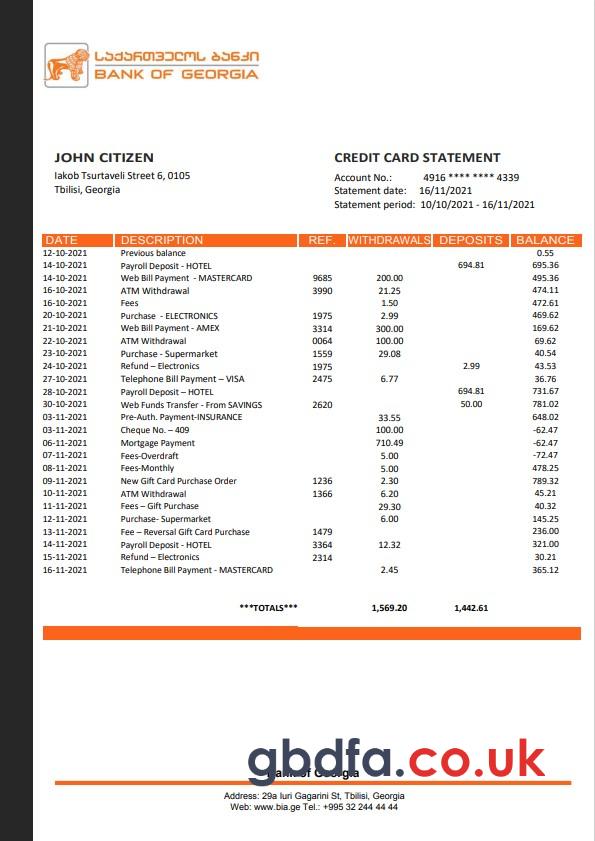 საქართველოს ბანკი
BANK OF GEORGIA
JOHN CITIZEN
Iakob Tsurtaveli Street 6, 0105
Tbilisi, Georgia
CREDIT CARD STATEMENT
Account No.: 4916 **** **** 4339
Statement date: 16/11/2021
Statement period: 10/10/2021 - 16/11/2021
DATE DESCRIPTION REF. WITHDRAWALS DEPOSITS BALANCE
12-10-2021 Previous balance 0.55
14-10-2021 Payroll Deposit - HOTEL 694.81 695.36
14-10-2021 Web Bill Payment - MASTERCARD 9685 200.00 495.36
16-10-2021 ATM Withdrawal 3990 21.25 474.11
16-10-2021 Fees 1.50 472.61
20-10-2021 Purchase - ELECTRONICS 1975 2.99 469.62
21-10-2021 Web Bill Payment - AMEX 3314 300.00 169.62
22-10-2021 ATM Withdrawal 0064 100.00 69.62
23-10-2021 Purchase - Supermarket 1559 29.08 40.54
24-10-2021 Refund – Electronics 1975 2.99 43.53
27-10-2021 Telephone Bill Payment – VISA 2475 6.77 36.76
28-10-2021 Payroll Deposit – HOTEL 694.81 731.67
30-10-2021 Web Funds Transfer - From SAVINGS 2620 50.00 781.02
03-11-2021 Pre-Auth. Payment-INSURANCE 33.55 648.02
03-11-2021 Cheque No. – 409 100.00 -62.47
06-11-2021 Mortgage Payment 710.49 -62.47
07-11-2021 Fees-Overdraft 5.00 -72.47
08-11-2021 Fees-Monthly 5.00 478.25
09-11-2021 New Gift Card Purchase Order 1236 2.30 789.32
10-11-2021 ATM Withdrawal 1366 6.20 45.21
11-11-2021 Fees – Gift Purchase 29.30 40.32
12-11-2021 Purchase- Supermarket 6.00 145.25
13-11-2021 Fee – Reversal Gift Card Purchase 1479 236.00
14-11-2021 Payroll Deposit - HOTEL 3364 12.32 321.00
15-11-2021 Refund – Electronics 2314 30.21
16-11-2021 Telephone Bill Payment - MASTERCARD 2.45 365.12
***TOTALS*** 1,569.20 1,442.61
gbdfa.co.uk
Bank of Georgia
Address: 29a Iuri Gagarini St, Tbilisi, Georgia
Web: www.bia.ge Tel.: +995 32 244 44 44